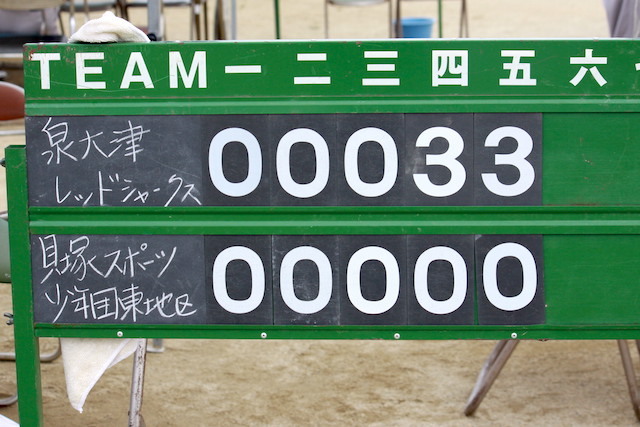 TEAM 一 二 三 四 五 六
泉大津
レッドシャークス 0 0 0 3 3
貝塚スポーツ
少年団東地区 0 0 0 0 0